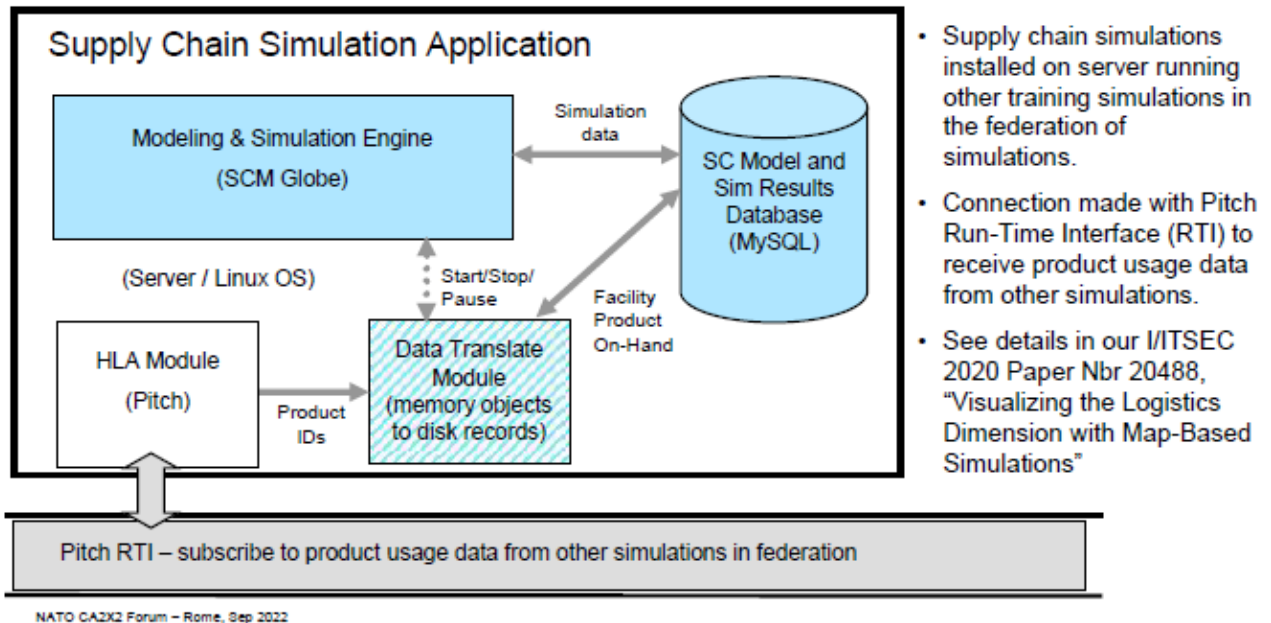 Supply Chain Simulation Application
Modeling & Simulation Engine
(SCM Globe)
Simulation
data
SC Model and
Sim Results
Database
(MySQL)
(Server / Linux OS)
Start/Stop/
Pause
Facility
Product
On-Hand
HLA Module
(Pitch)
Product
IDs
Data Translate
Module
(memory objects
to disk records)
• Supply chain simulations
installed on server running
other training simulations in
the federation of
simulations.
• Connection made with Pitch
Run-Time Interface (RTI) to
receive product usage data
from other simulations.
• See details in our I/ITSEC
2020 Paper Nbr 20488,
“Visualizing the Logistics
Dimension with Map-Based
Simulations”
Pitch RTI – subscribe to product usage data from other simulations in federation
NATO CA2X2 Forum – Rome, Sep 2022